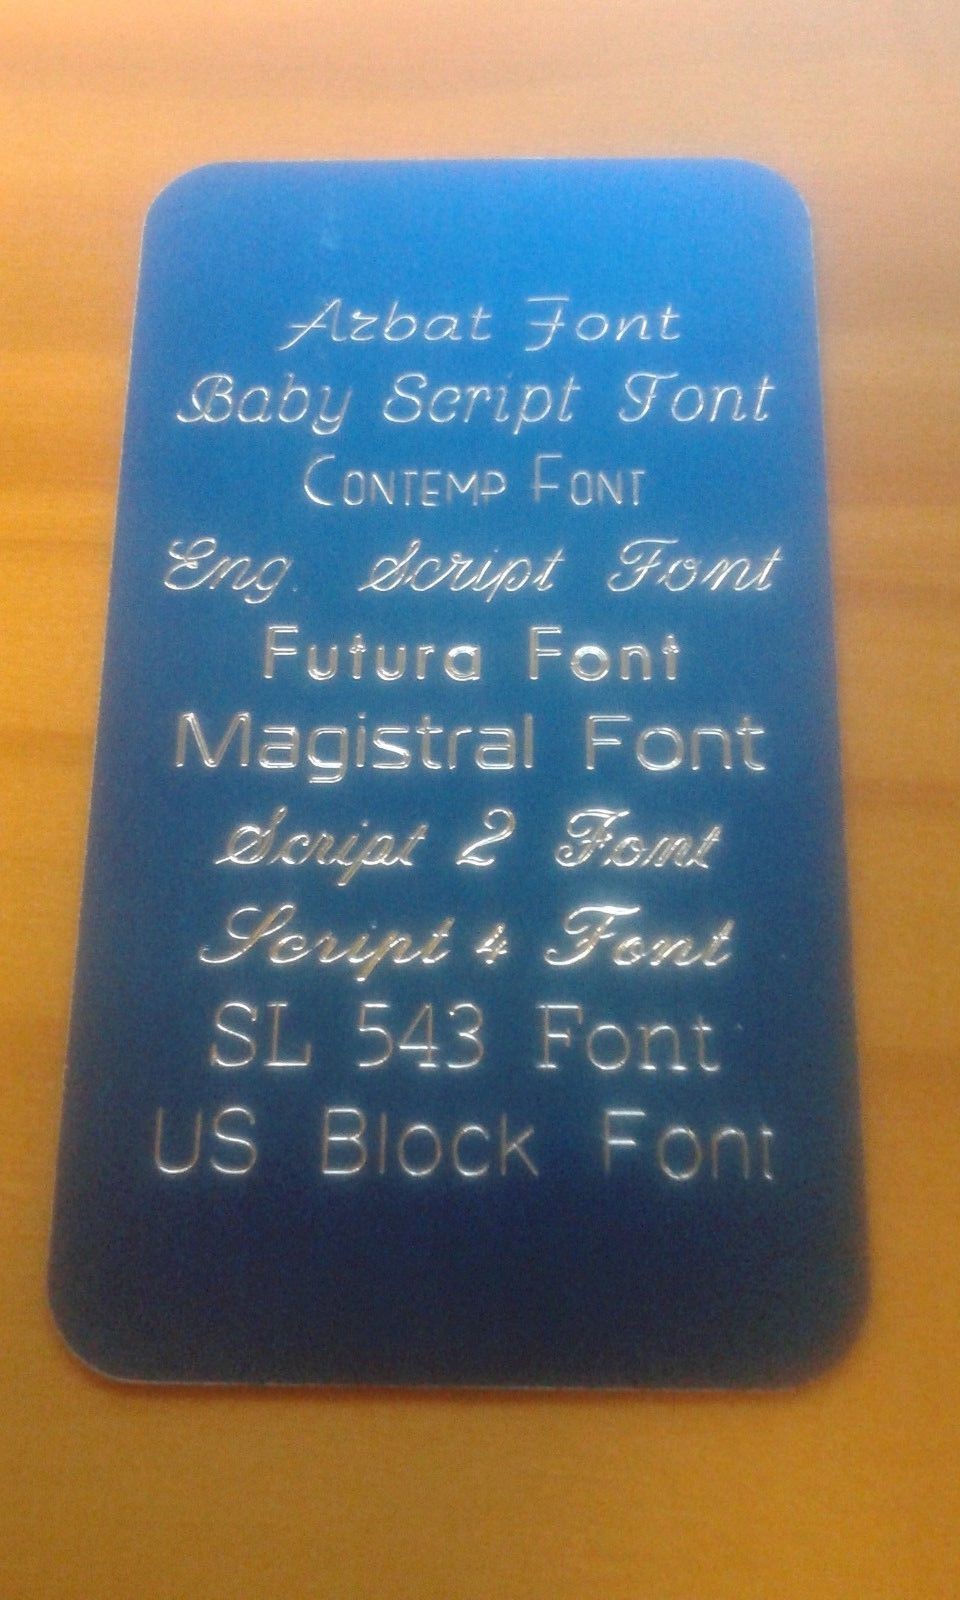 Arbat Font
Baby Script Font
Contemp Font
Eng. Script Font
Futura Font
Magistral Font
Script 2 Font
Script 4 Font
SL 543 Font
US Block Font